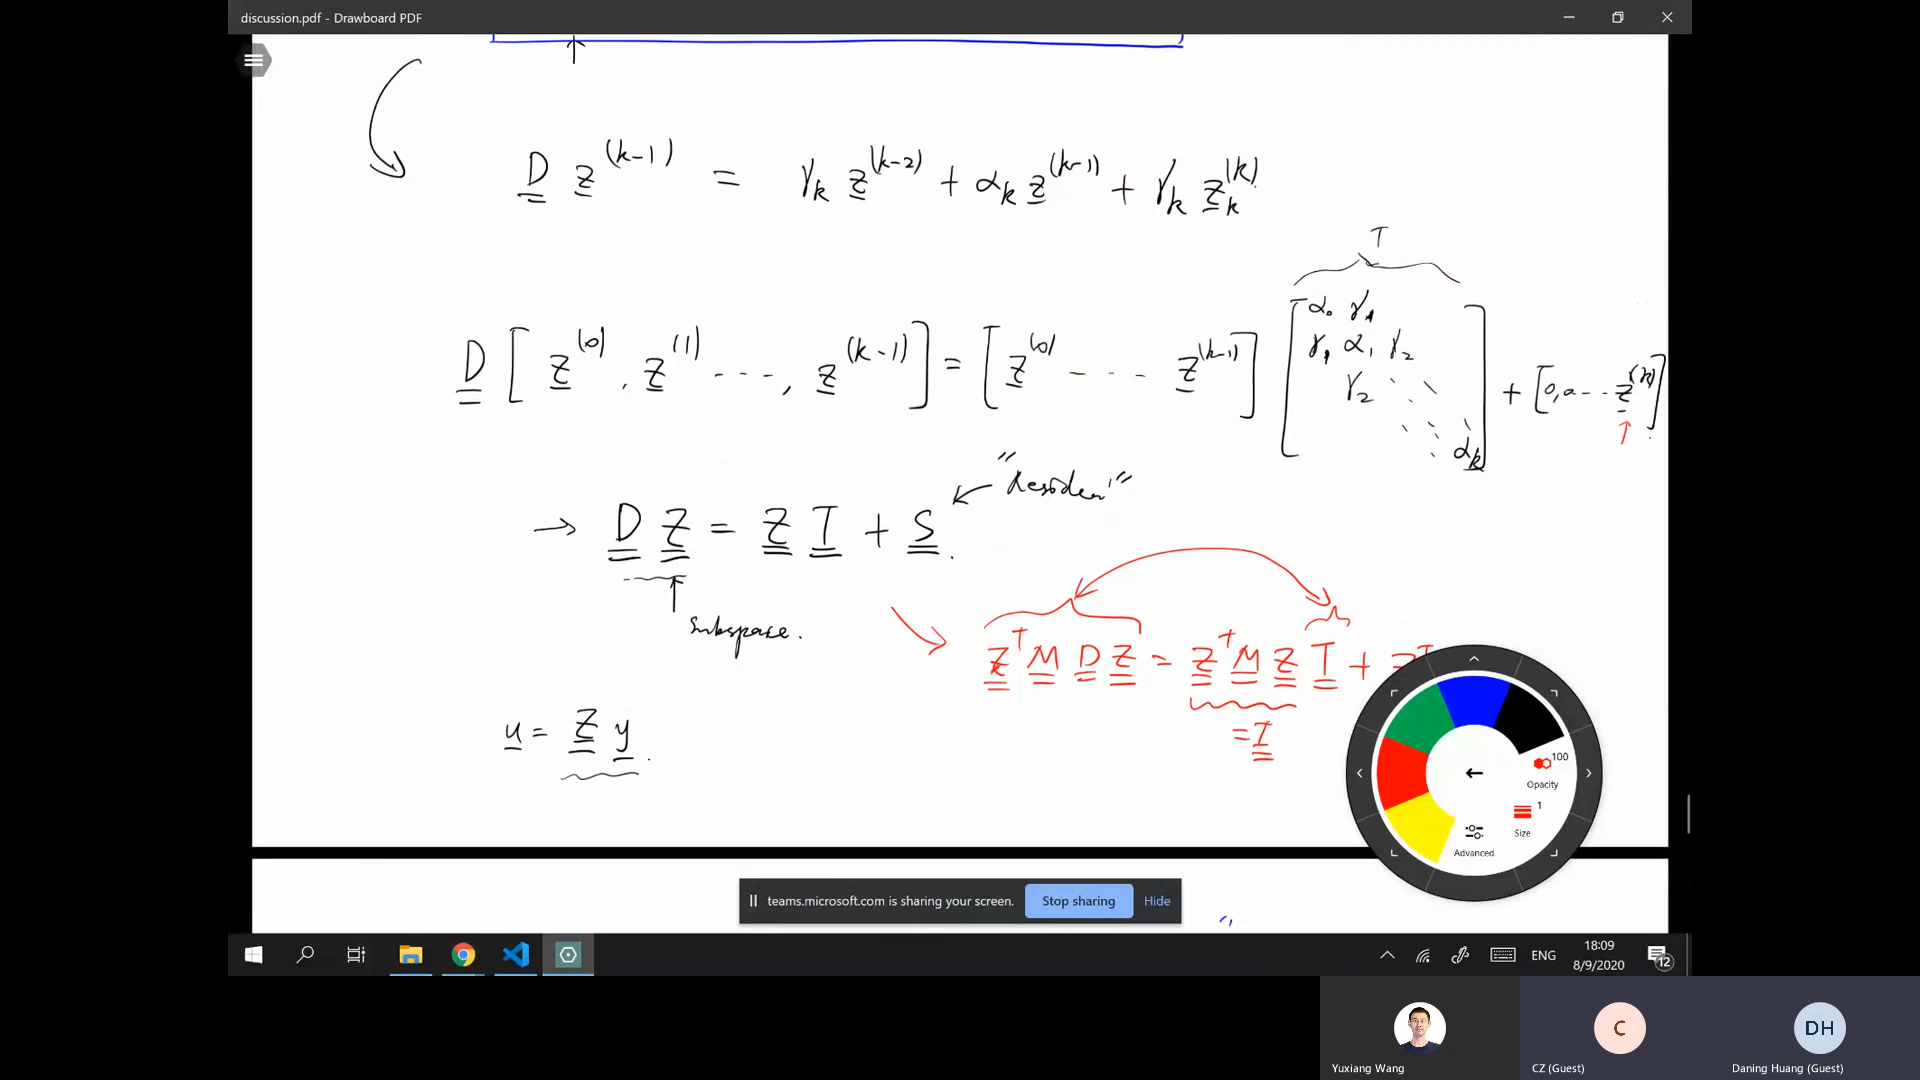 discussion.pdf - Drawboard PDF
D z^(k-1) = γ_k z^(k-2) + α_k z^(k-1) + γ_k z_k^(k)
T
D [ z^(0), z^(1) ---, z^(k-1) ] = [ z^(0) --- z^(k-1) ] [ α_0 γ_1
γ_1 α_1 γ_2
γ_2 ⋱ ⋱
α_k ] + [0, 0 --- z^(k)]
→ D Z = Z T + S.
Subspace.
Z^T M D Z = Z^T M Z T +
= I
u = Z y.
100
Opacity
1
Size
Advanced
teams.microsoft.com is sharing your screen.
Stop sharing
Hide
ENG
18:09
8/9/2020
12
C
DH
Yuxiang Wang
CZ (Guest)
Daning Huang (Guest)